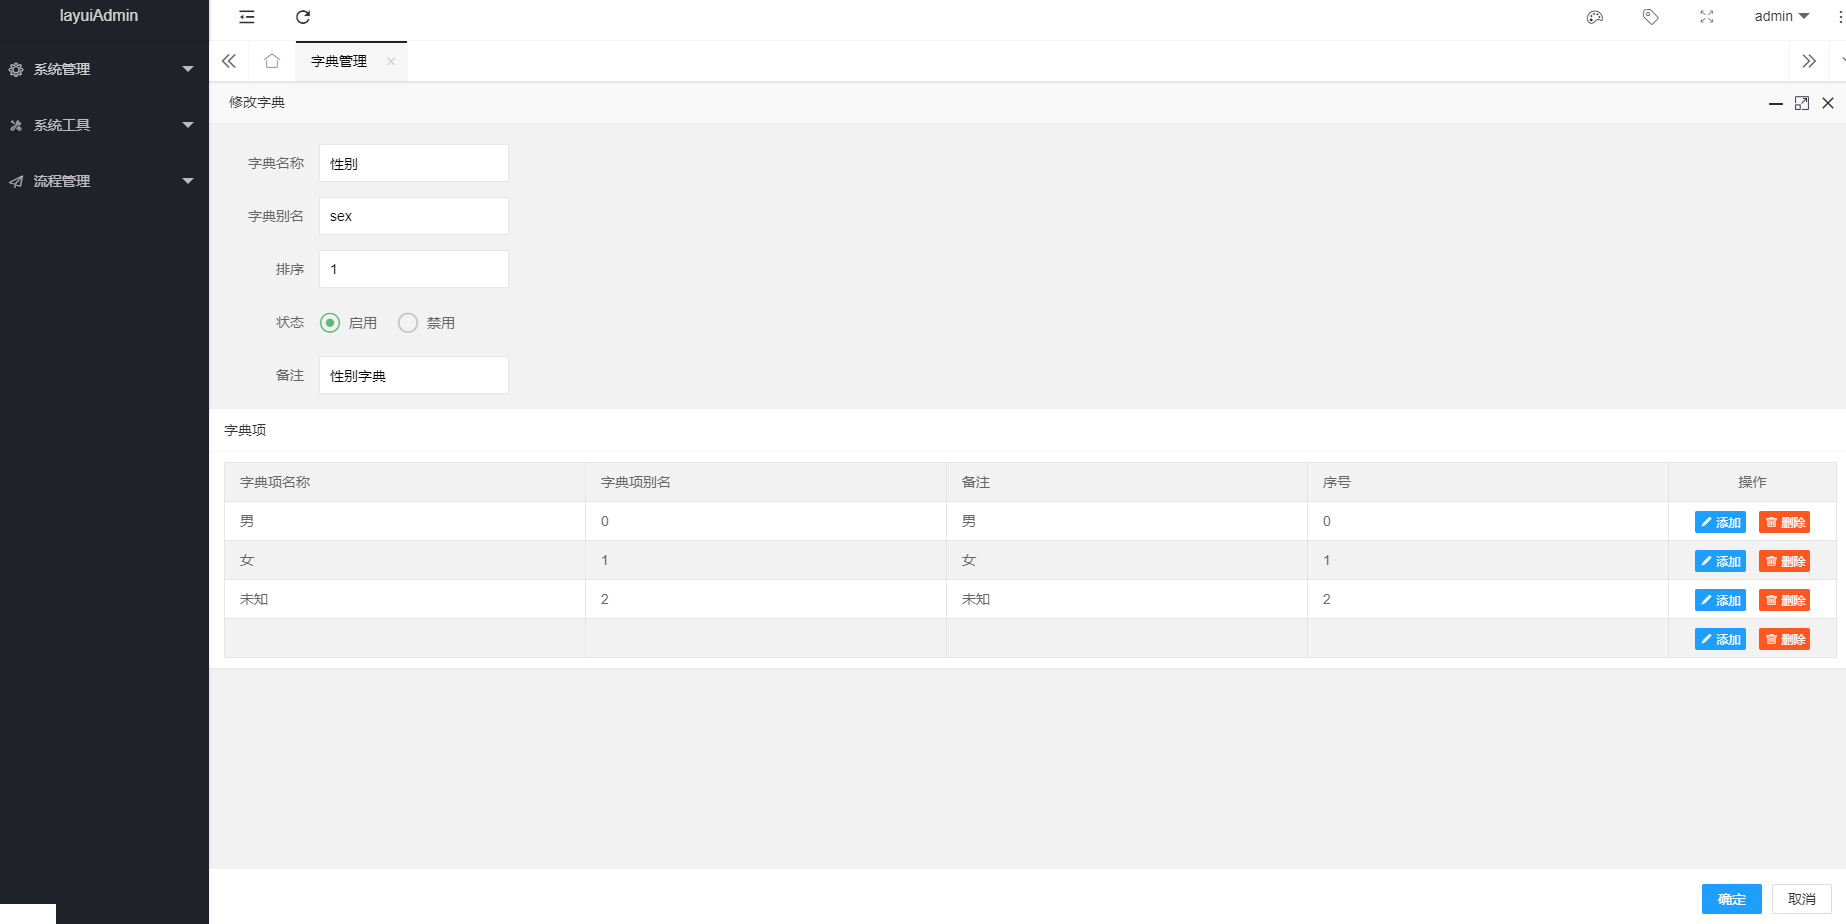 layuiAdmin
admin
系统管理
系统工具
流程管理
字典管理
修改字典
字典名称 性别
字典别名 sex
排序 1
状态 启用 禁用
备注 性别字典
字典项
字典项名称 字典项别名 备注 序号 操作
男 0 男 0 添加 删除
女 1 女 1 添加 删除
未知 2 未知 2 添加 删除
添加 删除
确定 取消